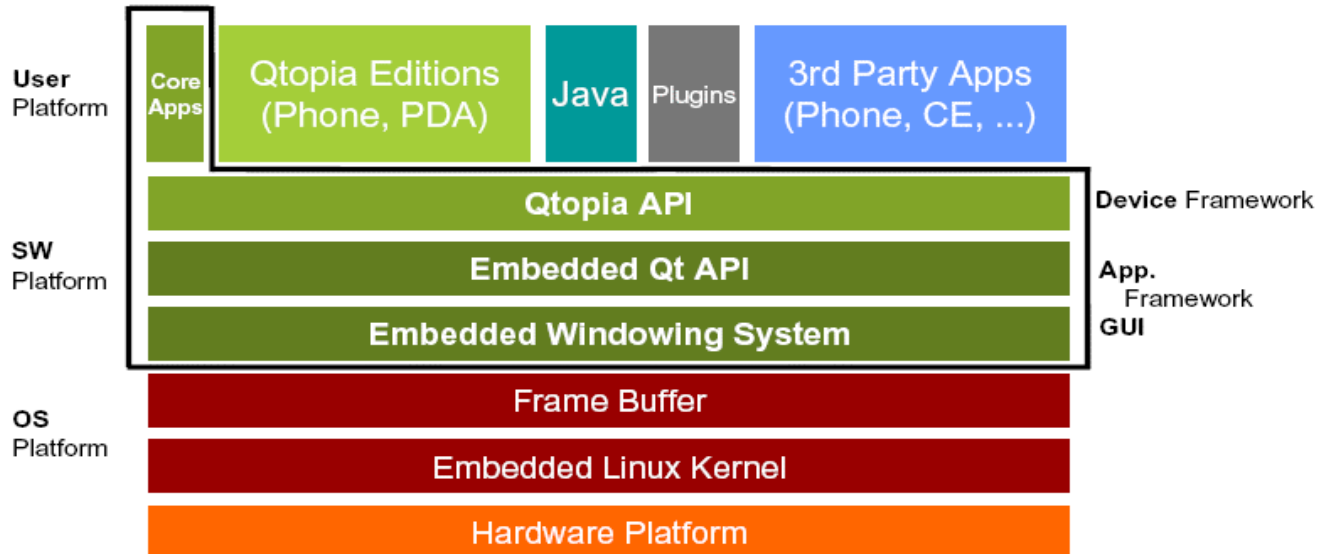 User
Platform
Core
Apps
Qtopia Editions
(Phone, PDA)
Java
Plugins
3rd Party Apps
(Phone, CE, ...)
Qtopia API
Device Framework
SW
Platform
Embedded Qt API
App.
Framework
Embedded Windowing System
GUI
OS
Platform
Frame Buffer
Embedded Linux Kernel
Hardware Platform